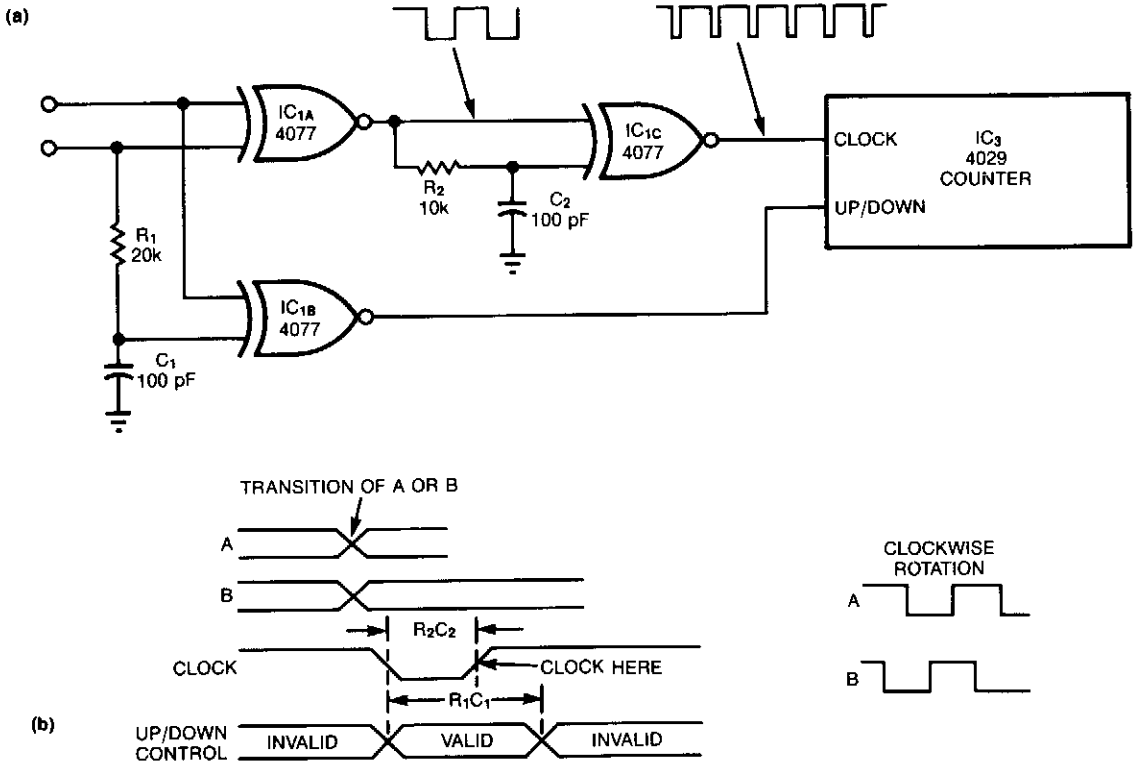 (a)
IC1A
4077
IC1C
4077
CLOCK
IC3
4029
COUNTER
UP/DOWN
R2
10k
C2
100 pF
R1
20k
IC1B
4077
C1
100 pF
TRANSITION OF A OR B
A
B
R2C2
CLOCK
CLOCK HERE
R1C1
(b)
UP/DOWN
CONTROL
INVALID
VALID
INVALID
CLOCKWISE
ROTATION
A
B